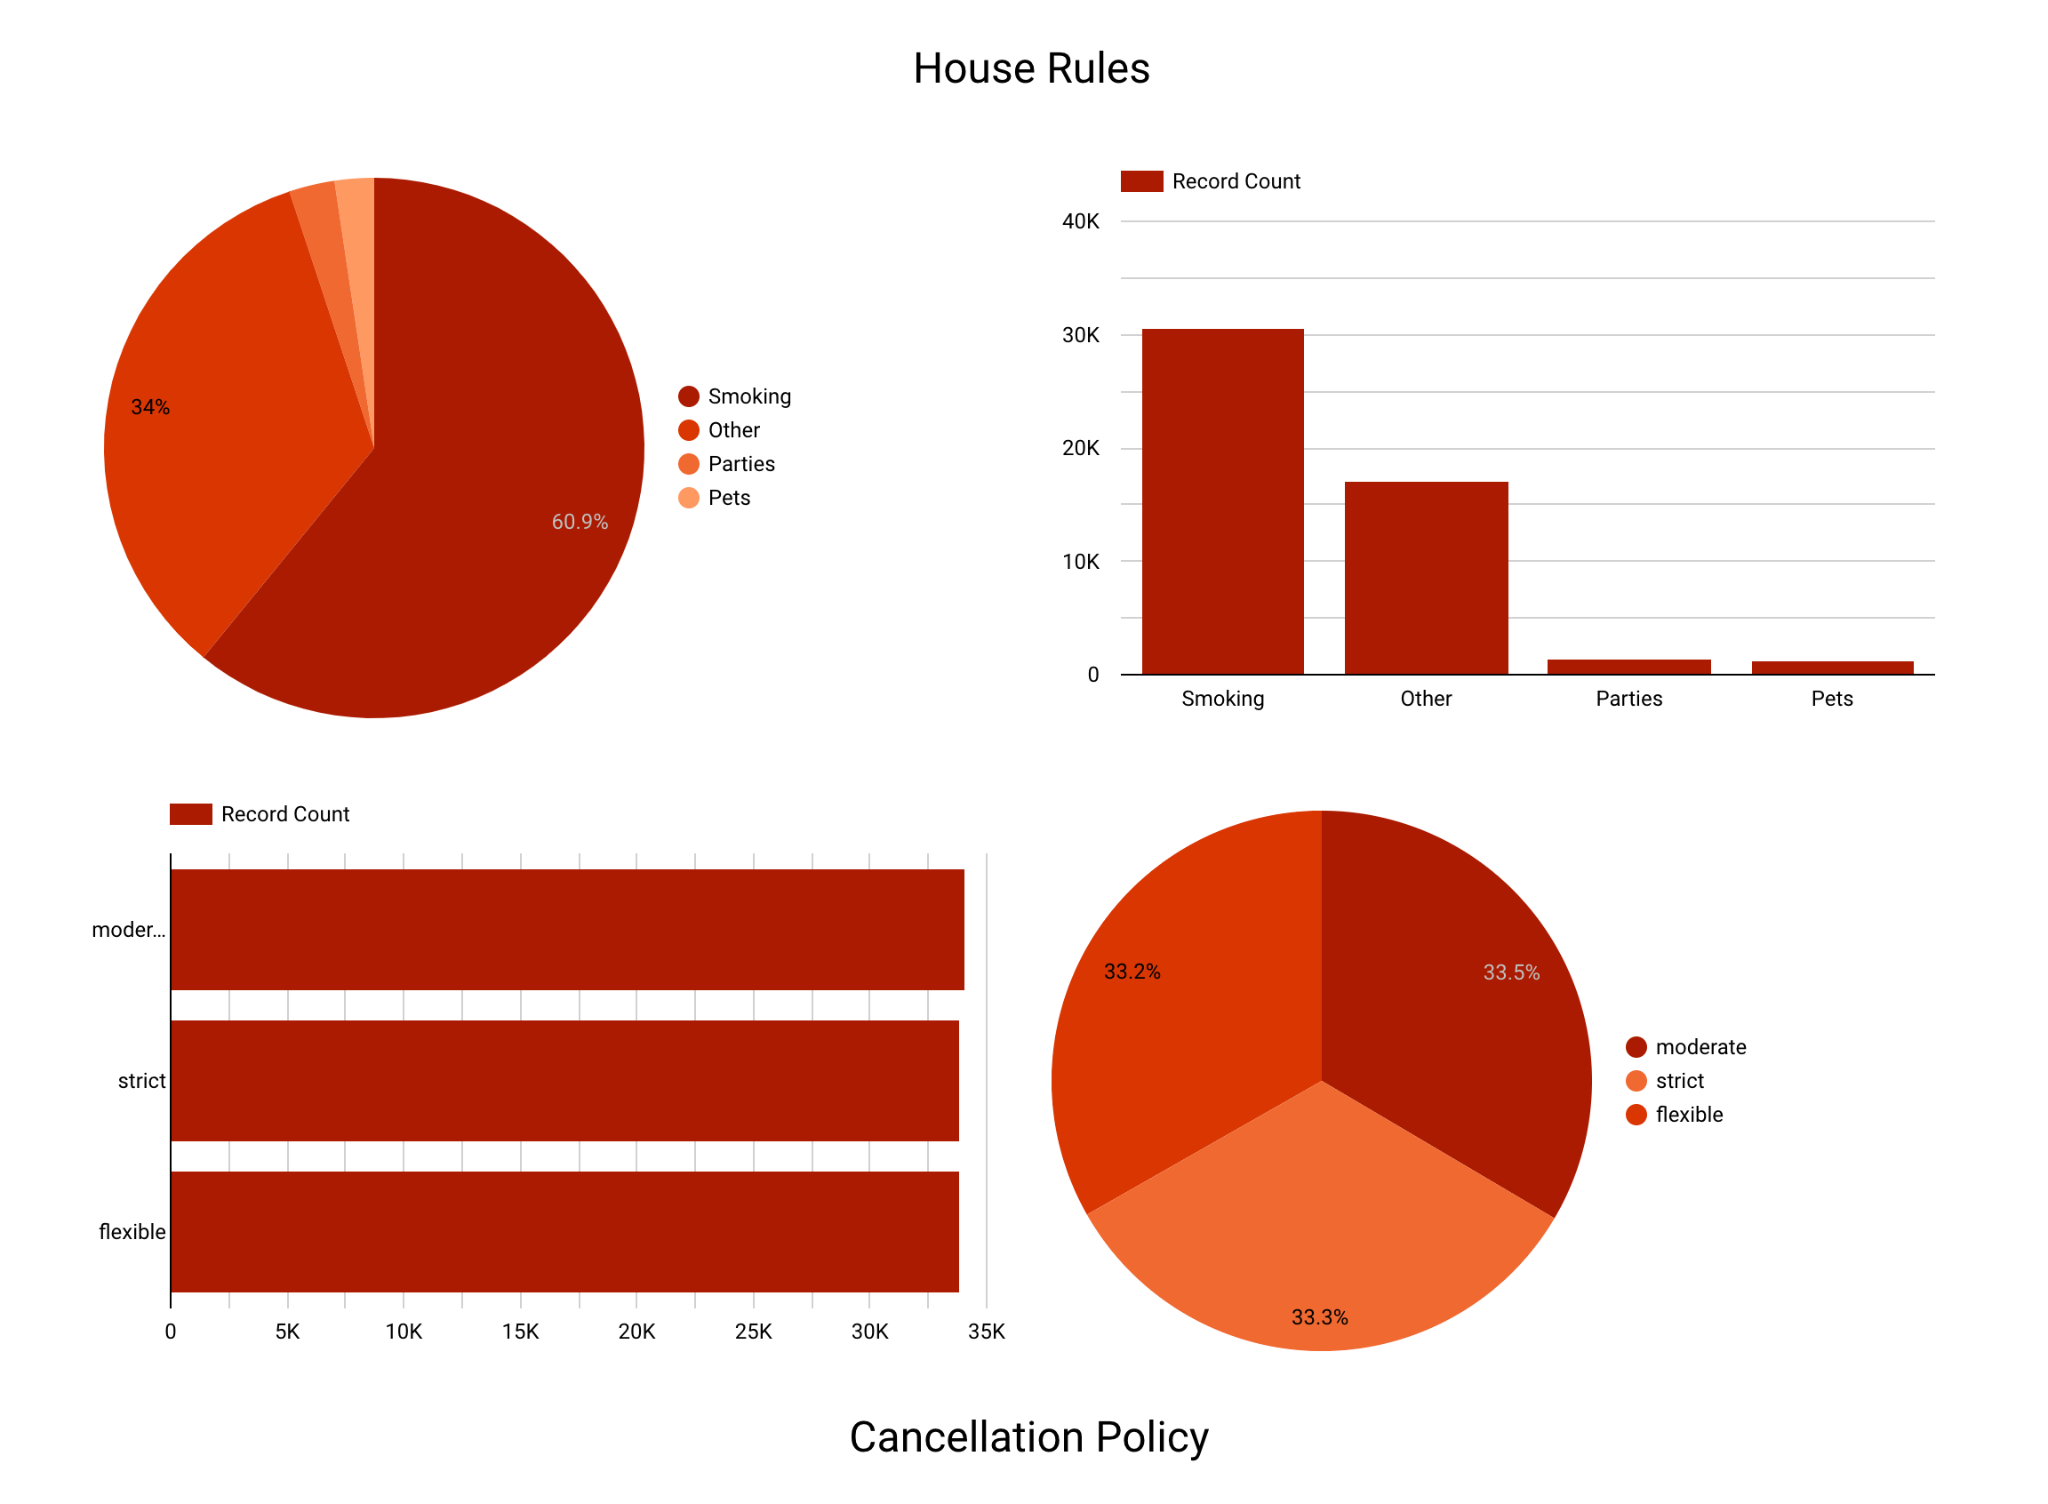 House Rules
34%
60.9%
Smoking
Other
Parties
Pets
Record Count
40K
30K
20K
10K
0
Smoking Other Parties Pets
Record Count
moder...
strict
flexible
0 5K 10K 15K 20K 25K 30K 35K
33.2%
33.5%
33.3%
moderate
strict
flexible
Cancellation Policy